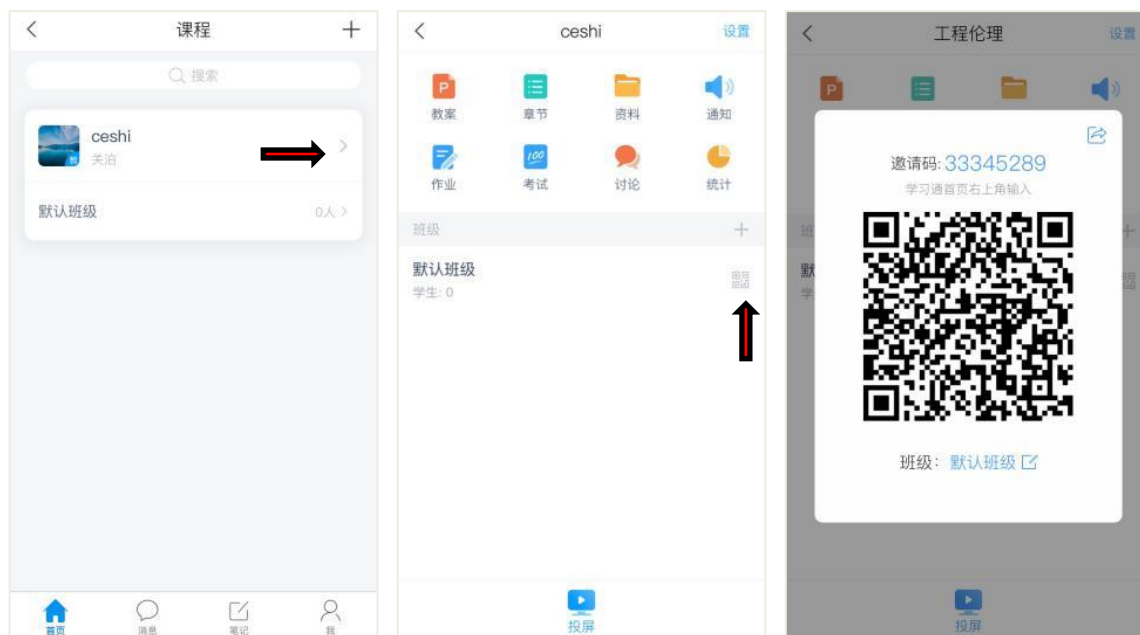 课程
搜索
ceshi
关泊
默认班级
0人
首页
消息
笔记
我
ceshi
设置
教案
章节
资料
通知
作业
考试
讨论
统计
班级
默认班级
学生: 0
投屏
工程伦理
设置
邀请码: 33345289
学习通首页右上角输入
班级: 默认班级
投屏